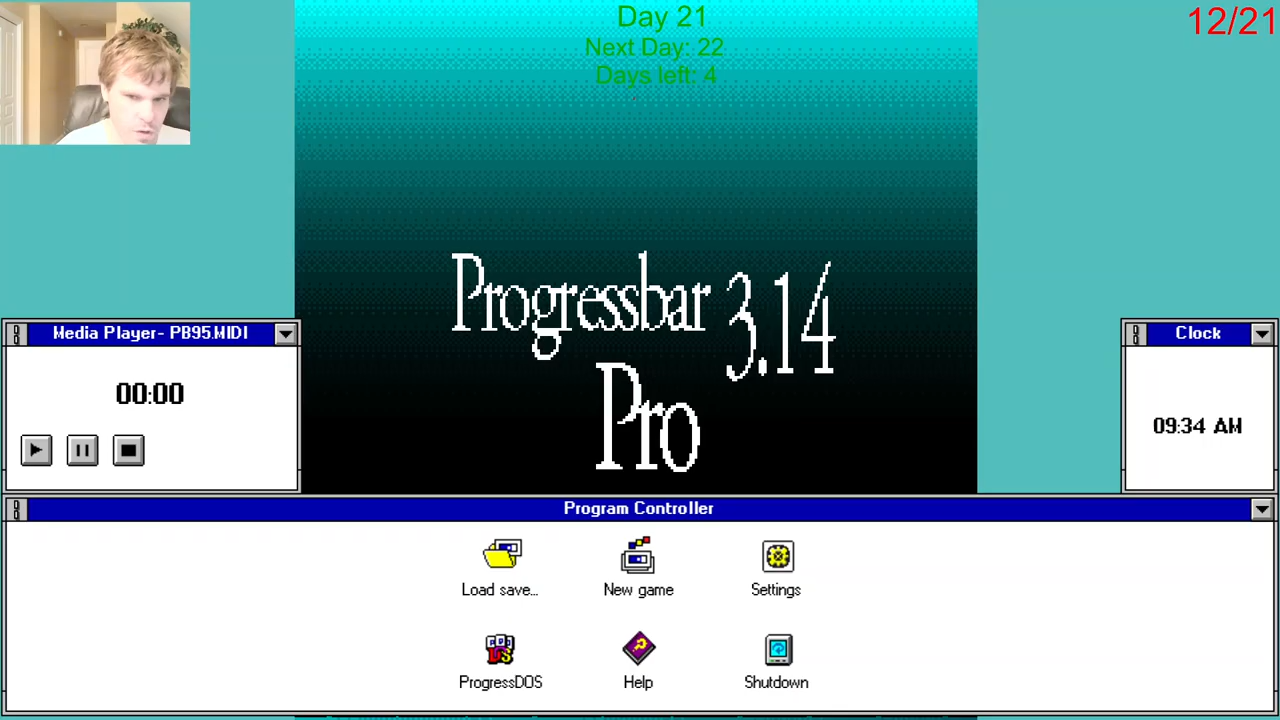 Day 21
Next Day: 22
Days left: 4
12/21
Progressbar 3.14
Pro
Media Player- PB95.MIDI
00:00
Clock
09:34 AM
Program Controller
Load save...
New game
Settings
ProgressDOS
Help
Shutdown